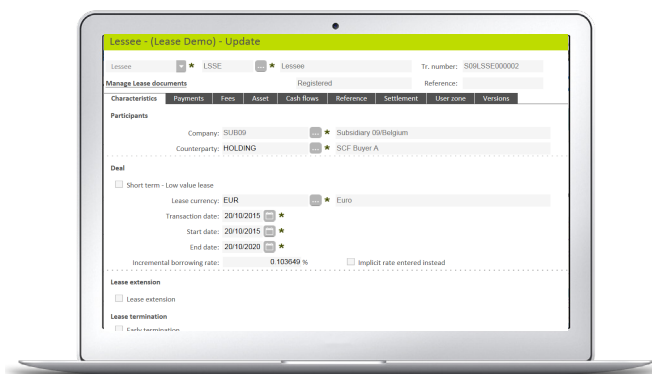 Lessee - (Lease Demo) - Update
Lessee * LSSE ... * Lessee Tr. number: S09LSSE000002
Manage Lease documents Registered Reference:
Characteristics Payments Fees Asset Cash flows Reference Settlement User zone Versions
Participants
Company: SUB09 ... * Subsidiary 09/Belgium
Counterparty: HOLDING ... * SCF Buyer A
Deal
Short term - Low value lease
Lease currency: EUR ... * Euro
Transaction date: 20/10/2015 *
Start date: 20/10/2015 *
End date: 20/10/2020 *
Incremental borrowing rate: 0.103649 % Implicit rate entered instead
Lease extension
Lease extension
Lease termination
Early termination